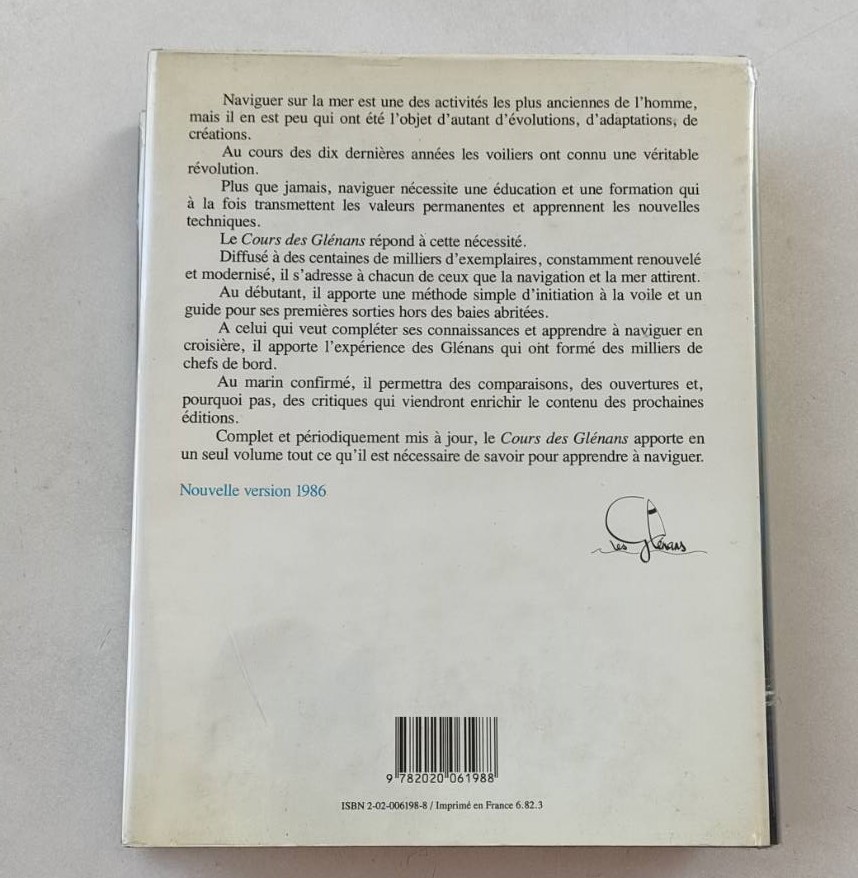 Naviguer sur la mer est une des activités les plus anciennes de l'homme,
mais il en est peu qui ont été l'objet d'autant d'évolutions, d'adaptations, de
créations.
Au cours des dix dernières années les voiliers ont connu une véritable
révolution.
Plus que jamais, naviguer nécessite une éducation et une formation qui
à la fois transmettent les valeurs permanentes et apprennent les nouvelles
techniques.
Le Cours des Glénans répond à cette nécessité.
Diffusé à des centaines de milliers d'exemplaires, constamment renouvelé
et modernisé, il s'adresse à chacun de ceux que la navigation et la mer attirent.
Au débutant, il apporte une méthode simple d'initiation à la voile et un
guide pour ses premières sorties hors des baies abritées.
A celui qui veut compléter ses connaissances et apprendre à naviguer en
croisière, il apporte l'expérience des Glénans qui ont formé des milliers de
chefs de bord.
Au marin confirmé, il permettra des comparaisons, des ouvertures et,
pourquoi pas, des critiques qui viendront enrichir le contenu des prochaines
éditions.
Complet et périodiquement mis à jour, le Cours des Glénans apporte en
un seul volume tout ce qu'il est nécessaire de savoir pour apprendre à naviguer.
Nouvelle version 1986
les Glénans
9 782020 061988
ISBN 2-02-006198-8 / Imprimé en France 6.82.3